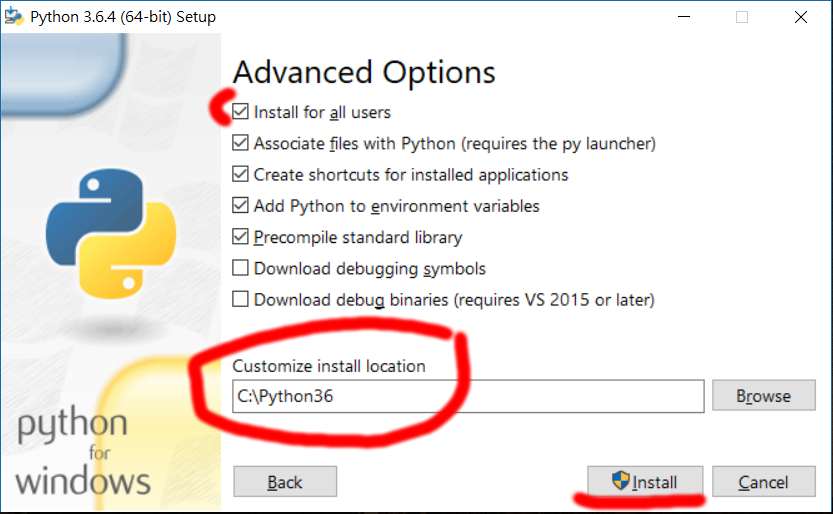 Python 3.6.4 (64-bit) Setup
Advanced Options
Install for all users
Associate files with Python (requires the py launcher)
Create shortcuts for installed applications
Add Python to environment variables
Precompile standard library
Download debugging symbols
Download debug binaries (requires VS 2015 or later)
Customize install location
C:\Python36
Browse
python
for
windows
Back
Install
Cancel